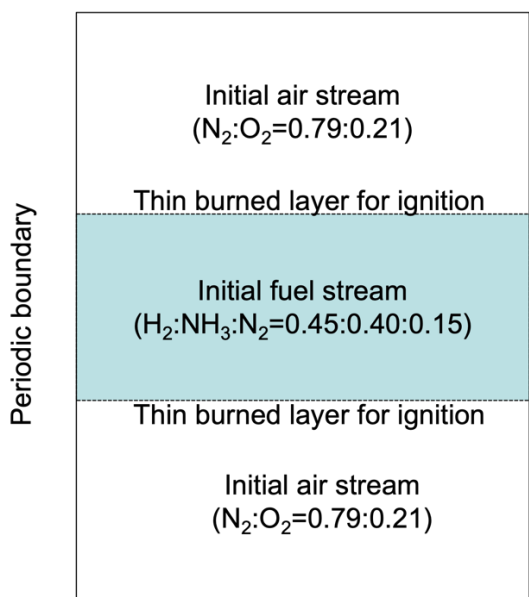 Initial air stream
(N₂:O₂=0.79:0.21)
Thin burned layer for ignition
Periodic boundary
Initial fuel stream
(H₂:NH₃:N₂=0.45:0.40:0.15)
Thin burned layer for ignition
Initial air stream
(N₂:O₂=0.79:0.21)